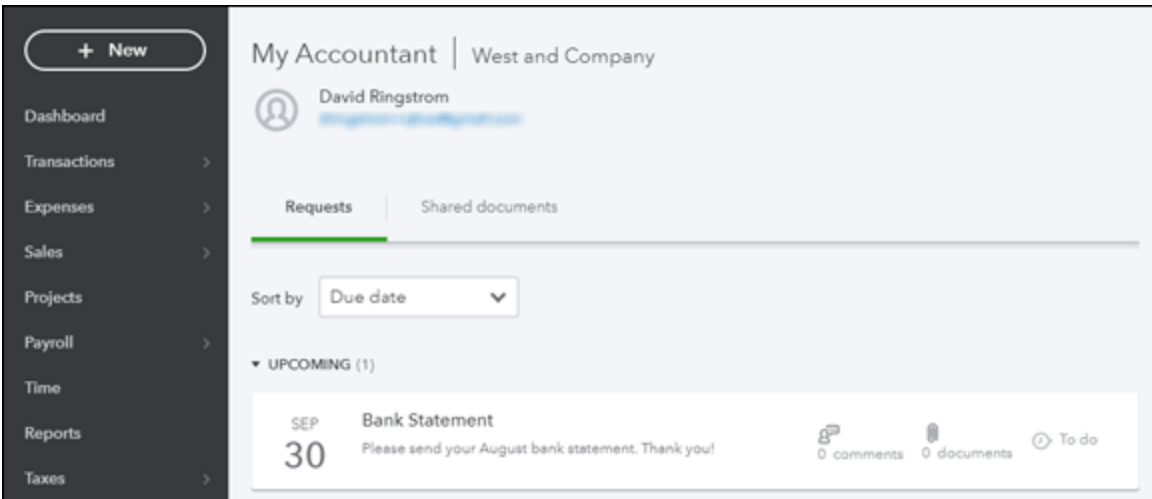 + New
Dashboard
Transactions
Expenses
Sales
Projects
Payroll
Time
Reports
Taxes
My Accountant | West and Company
David Ringstrom
Requests
Shared documents
Sort by
Due date
UPCOMING (1)
SEP
30
Bank Statement
Please send your August bank statement. Thank you!
0 comments
0 documents
To do